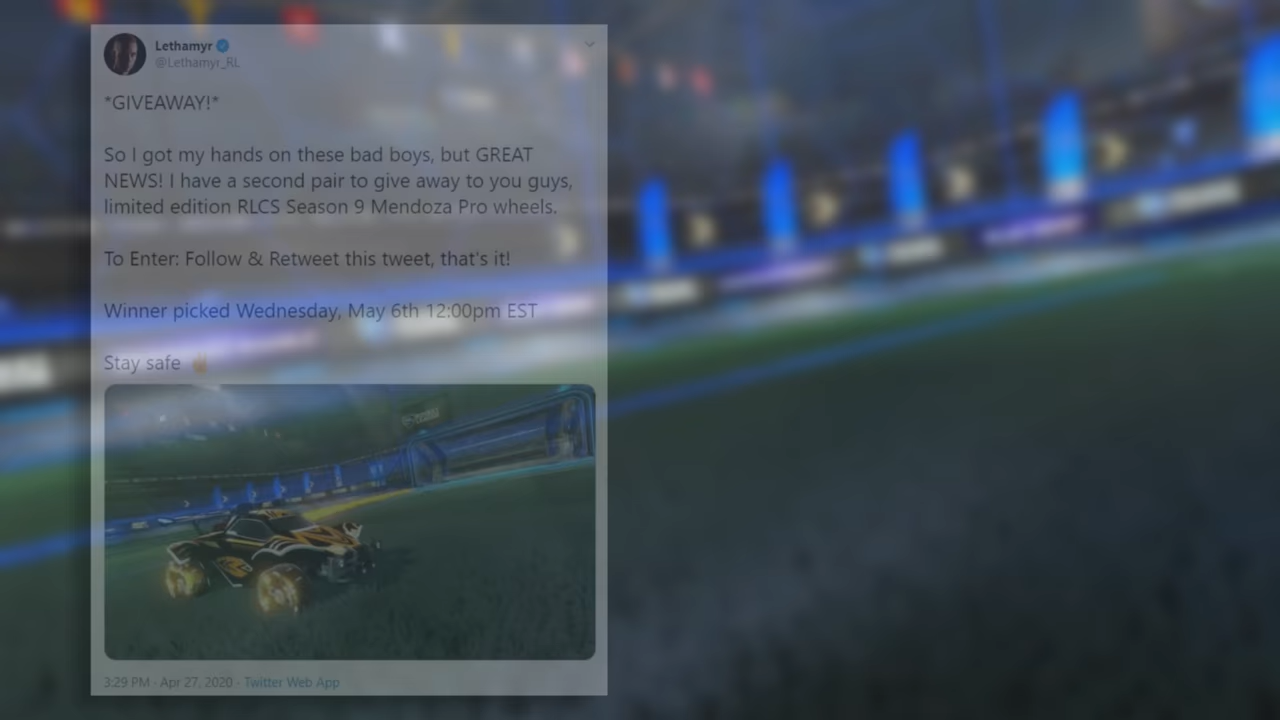 Lethamyr
@Lethamyr_RL
*GIVEAWAY!*
So I got my hands on these bad boys, but GREAT
NEWS! I have a second pair to give away to you guys,
limited edition RLCS Season 9 Mendoza Pro wheels.
To Enter: Follow & Retweet this tweet, that's it!
Winner picked Wednesday, May 6th 12:00pm EST
Stay safe ✌
3:29 PM · Apr 27, 2020 · Twitter Web App